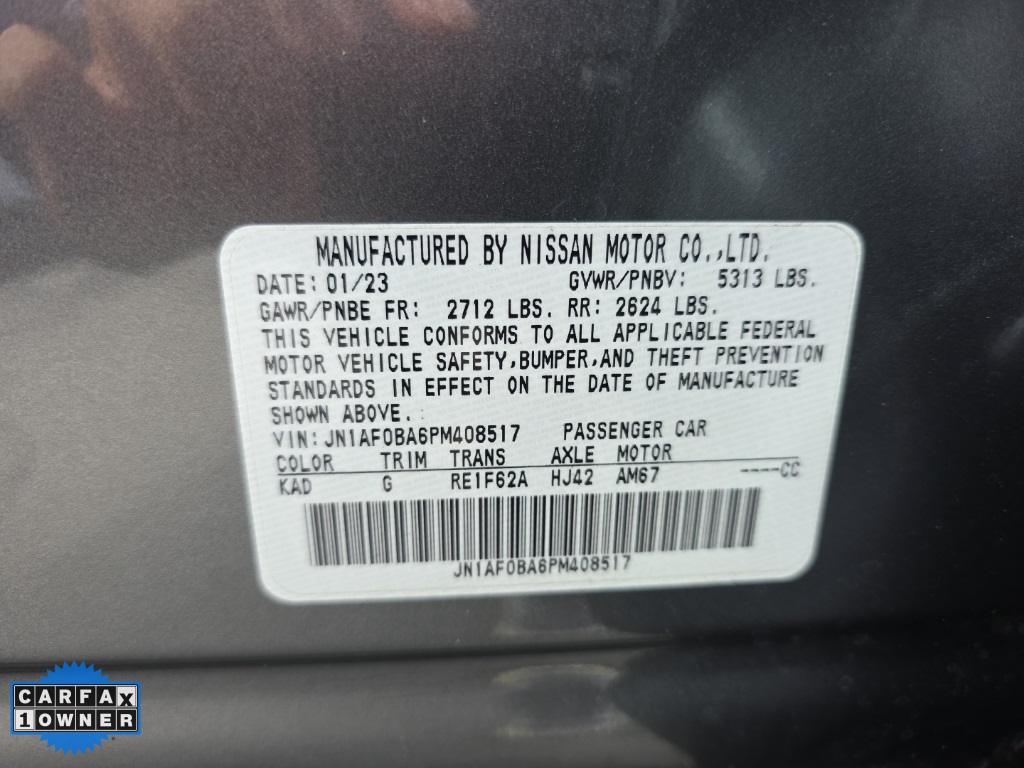 MANUFACTURED BY NISSAN MOTOR CO.,LTD.
DATE: 01/23 GVWR/PNBV: 5313 LBS.
GAWR/PNBE FR: 2712 LBS. RR: 2624 LBS.
THIS VEHICLE CONFORMS TO ALL APPLICABLE FEDERAL
MOTOR VEHICLE SAFETY,BUMPER,AND THEFT PREVENTION
STANDARDS IN EFFECT ON THE DATE OF MANUFACTURE
SHOWN ABOVE.
VIN: JN1AF0BA6PM408517 PASSENGER CAR
COLOR TRIM TRANS AXLE MOTOR
KAD G RE1F62A HJ42 AM67 ----CC
JN1AF0BA6PM408517
CARFAX
1 OWNER